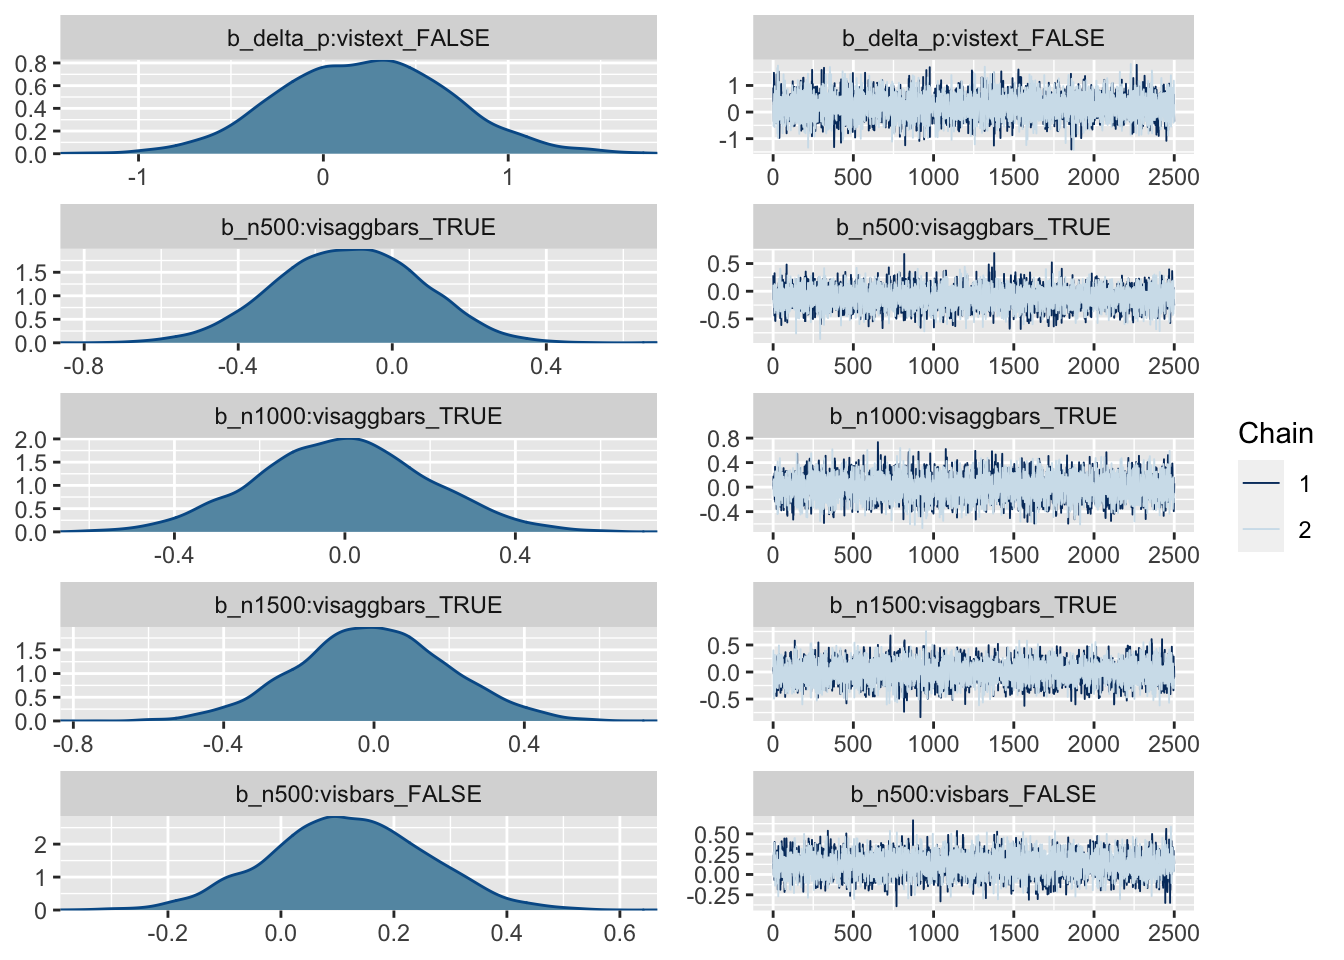 b_delta_p:vistext_FALSE
0.8
0.6
0.4
0.2
0.0
-1 0 1
b_delta_p:vistext_FALSE
1
0
-1
0 500 1000 1500 2000 2500
b_n500:visaggbars_TRUE
1.5
1.0
0.5
0.0
-0.8 -0.4 0.0 0.4
b_n500:visaggbars_TRUE
0.5
0.0
-0.5
0 500 1000 1500 2000 2500
b_n1000:visaggbars_TRUE
2.0
1.5
1.0
0.5
0.0
-0.4 0.0 0.4
b_n1000:visaggbars_TRUE
0.8
0.4
0.0
-0.4
0 500 1000 1500 2000 2500
b_n1500:visaggbars_TRUE
1.5
1.0
0.5
0.0
-0.8 -0.4 0.0 0.4
b_n1500:visaggbars_TRUE
0.5
0.0
-0.5
0 500 1000 1500 2000 2500
b_n500:visbars_FALSE
2
1
0
-0.2 0.0 0.2 0.4 0.6
b_n500:visbars_FALSE
0.50
0.25
0.00
-0.25
0 500 1000 1500 2000 2500
Chain
1
2